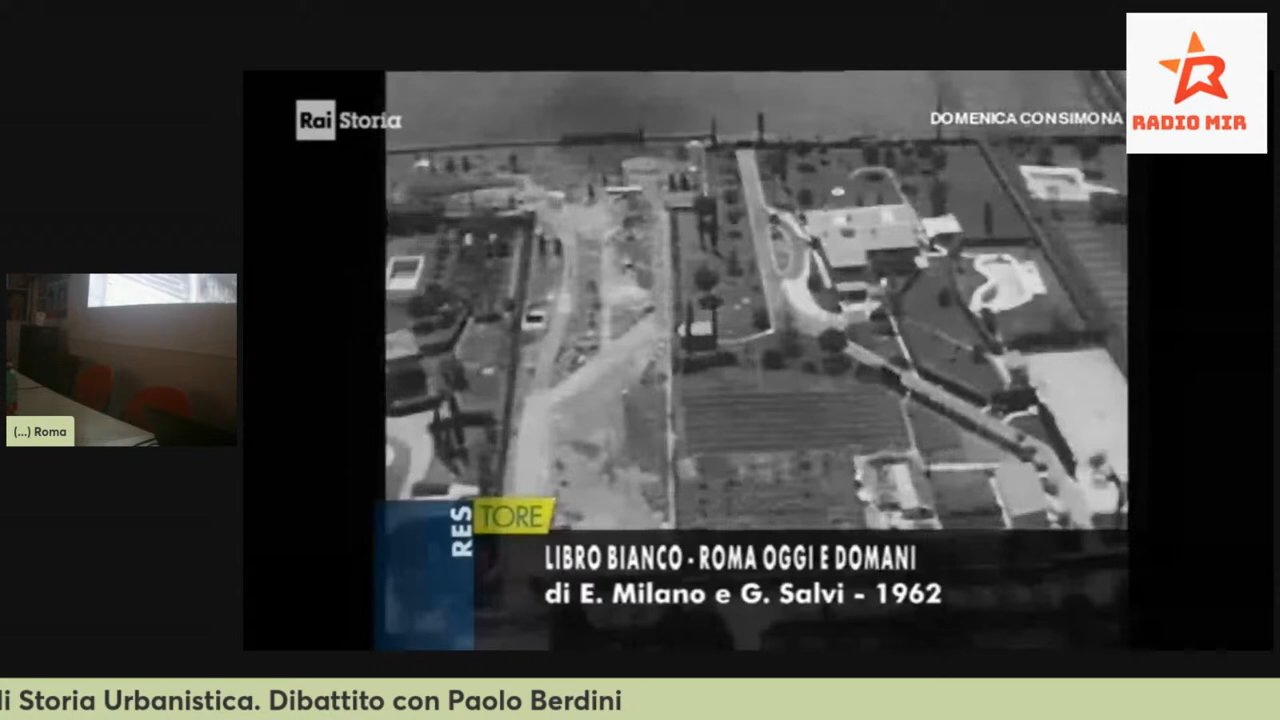 Rai Storia
DOMENICA CON SIMONA
RADIO MIR
(...) Roma
RES
TORE
LIBRO BIANCO - ROMA OGGI E DOMANI
di E. Milano e G. Salvi - 1962
li Storia Urbanistica. Dibattito con Paolo Berdini